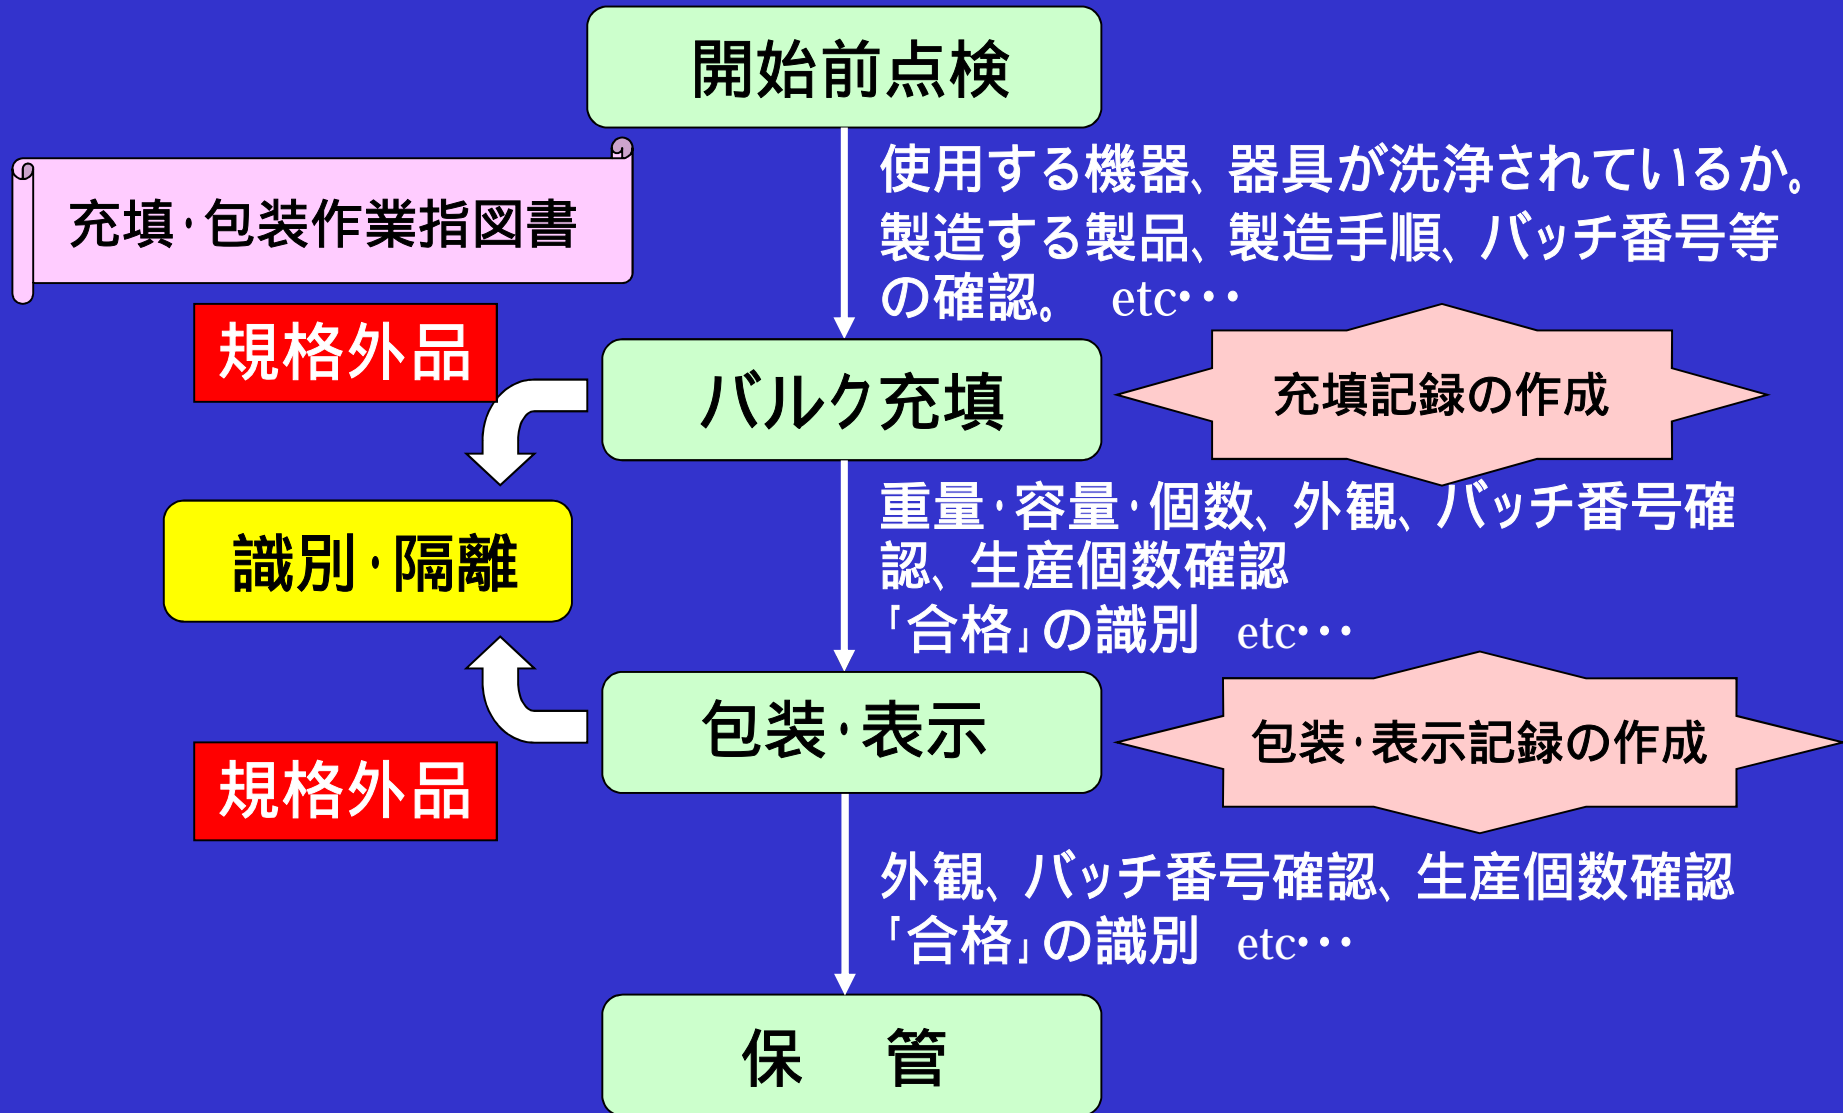 開始前点検
使用する機器、器具が洗浄されているか。
製造する製品、製造手順、バッチ番号等
の確認。 etc・・・
充填・包装作業指図書
規格外品
バルク充填
充填記録の作成
重量・容量・個数、外観、バッチ番号確
認、生産個数確認
「合格」の識別 etc・・・
識別・隔離
包装・表示
包装・表示記録の作成
規格外品
外観、バッチ番号確認、生産個数確認
「合格」の識別 etc・・・
保 管